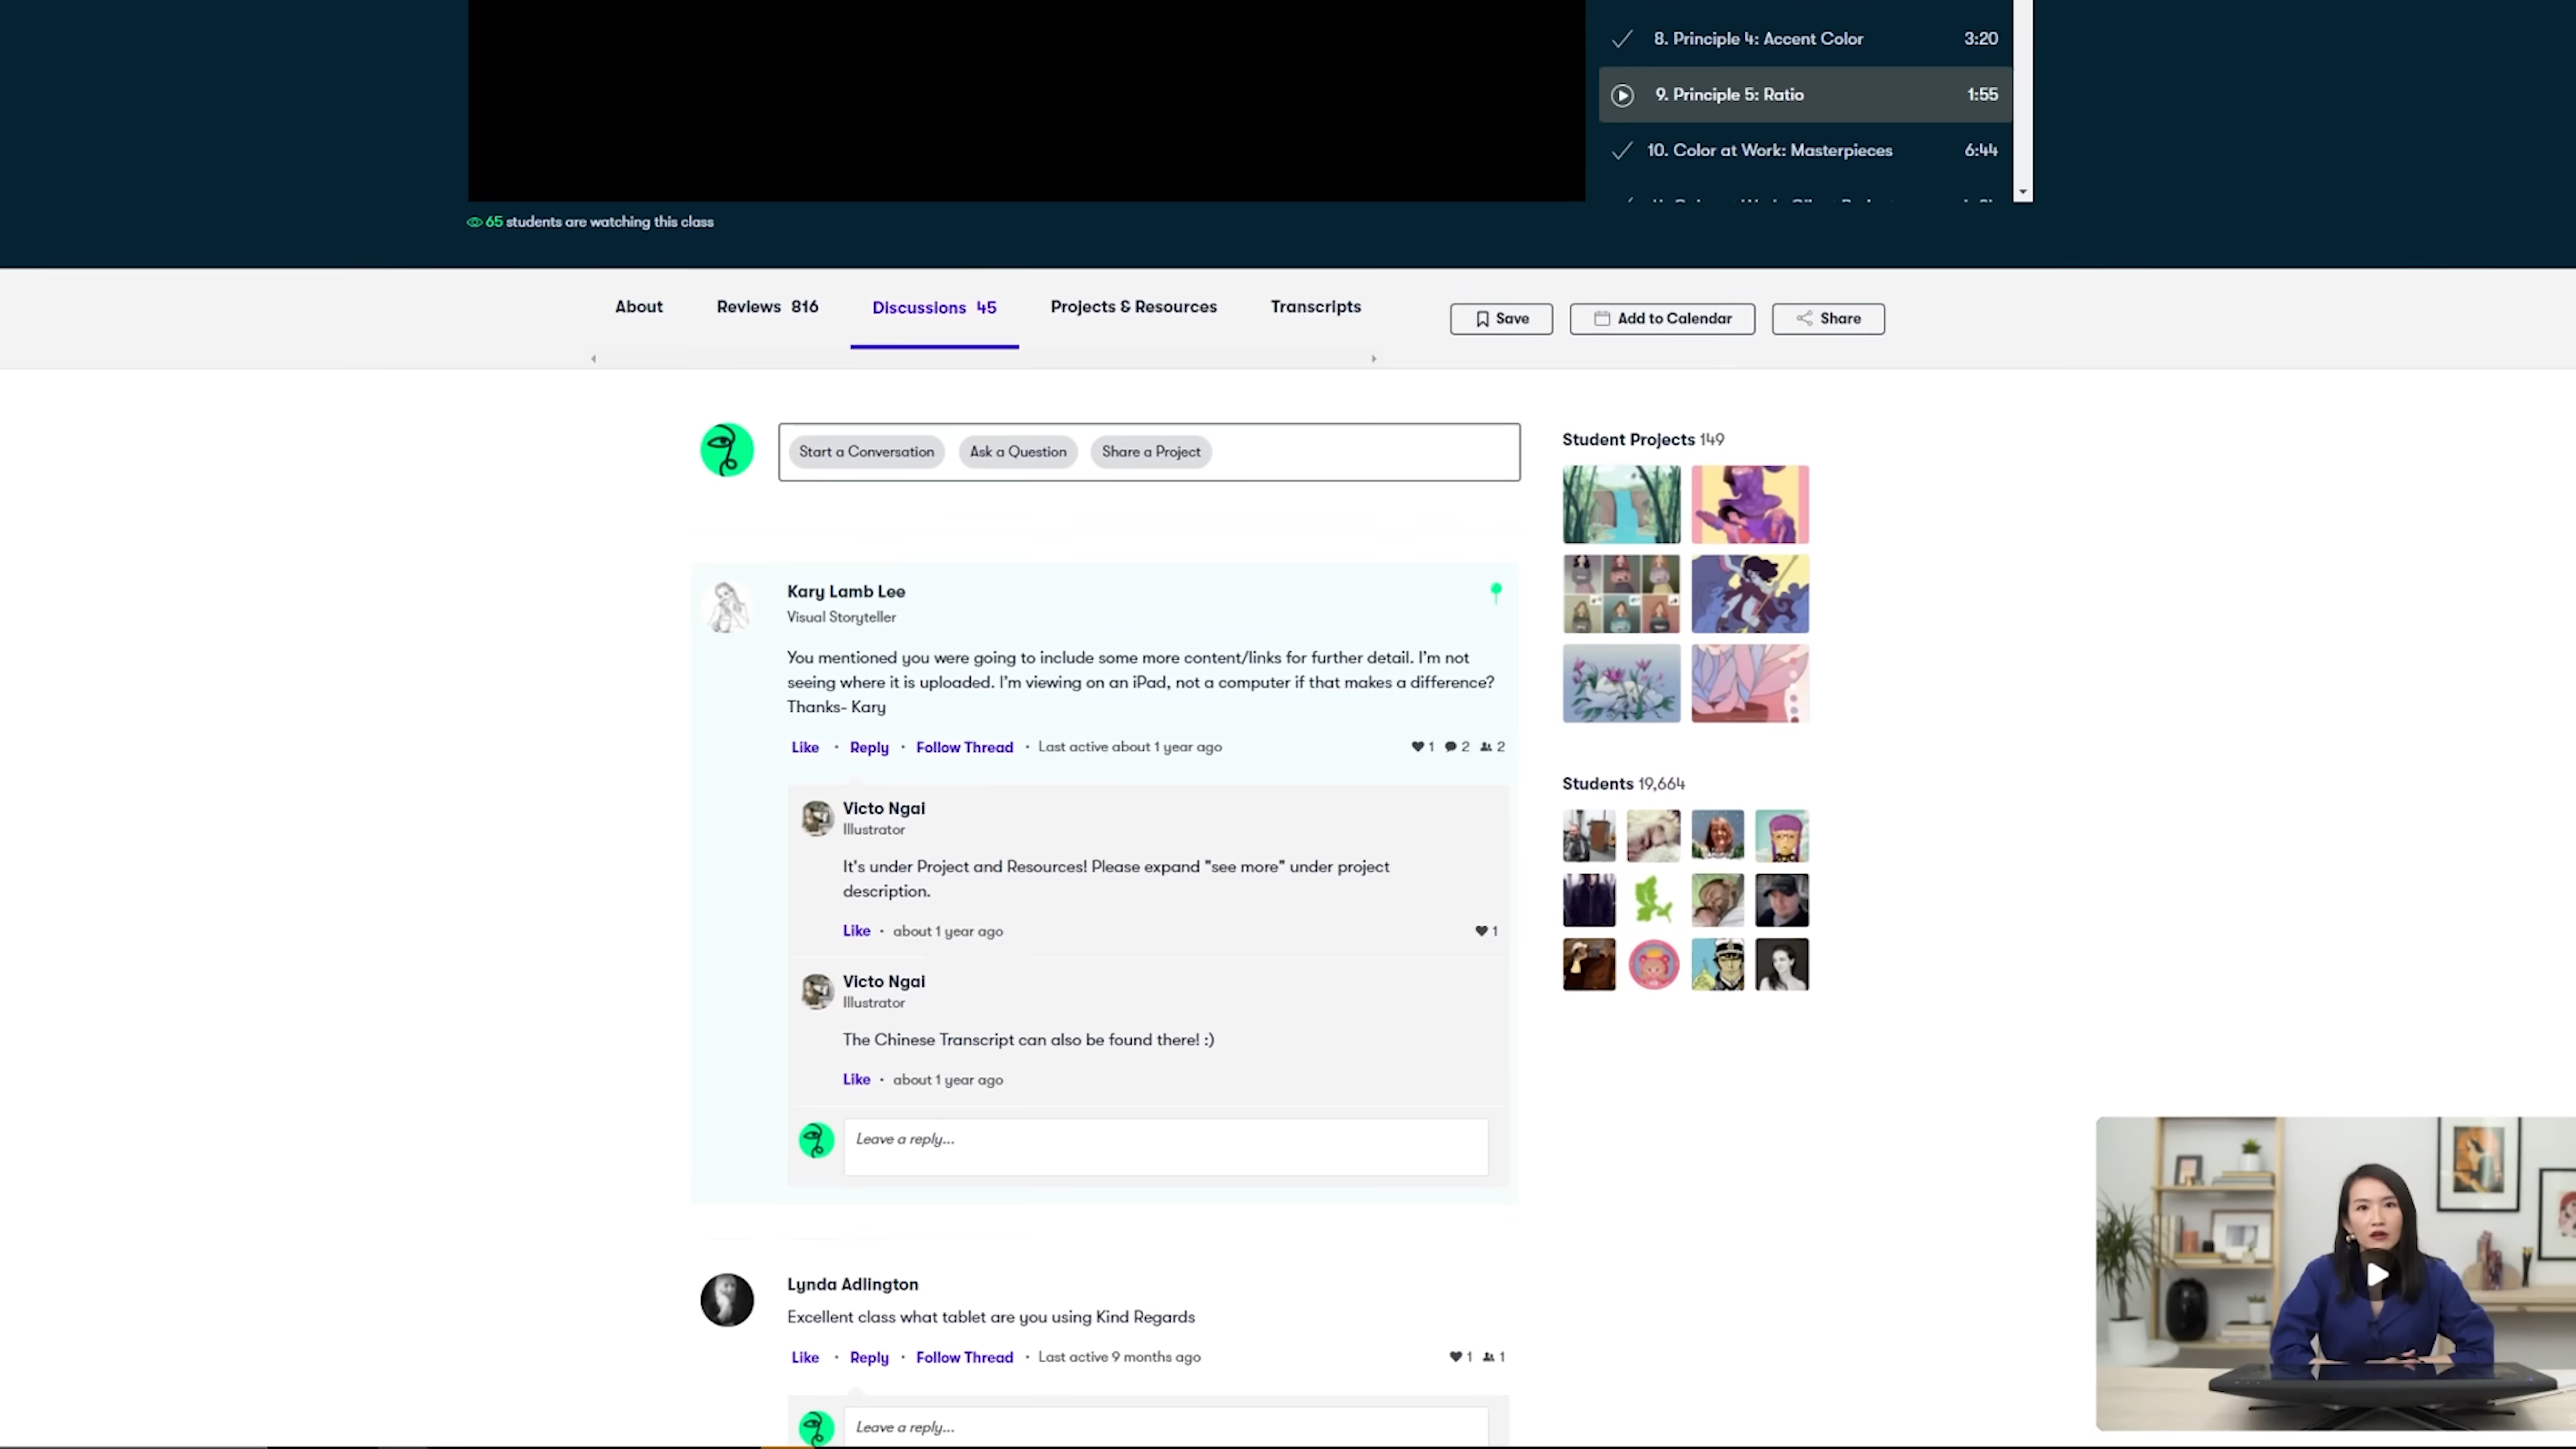 8. Principle 4: Accent Color 3:20
9. Principle 5: Ratio 1:55
10. Color at Work: Masterpieces 6:44
65 students are watching this class
About Reviews 816 Discussions 45 Projects & Resources Transcripts
Save Add to Calendar Share
Start a Conversation Ask a Question Share a Project
Student Projects 149
Kary Lamb Lee
Visual Storyteller
You mentioned you were going to include some more content/links for further detail. I'm not
seeing where it is uploaded. I'm viewing on an iPad, not a computer if that makes a difference?
Thanks- Kary
Like · Reply · Follow Thread · Last active about 1 year ago 1 2 2
Students 19,664
Victo Ngai
Illustrator
It's under Project and Resources! Please expand "see more" under project
description.
Like · about 1 year ago 1
Victo Ngai
Illustrator
The Chinese Transcript can also be found there! :)
Like · about 1 year ago
Leave a reply...
Lynda Adlington
Excellent class what tablet are you using Kind Regards
Like · Reply · Follow Thread · Last active 9 months ago 1 1
Leave a reply...